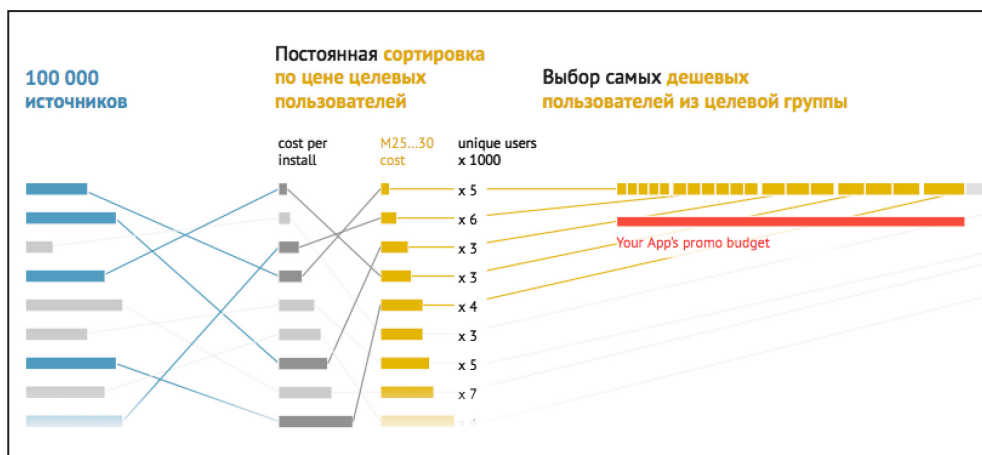 100 000
источников
Постоянная сортировка
по цене целевых
пользователей
Выбор самых дешевых
пользователей из целевой группы
cost per
install
M25...30
cost
unique users
x 1000
x 5
x 6
x 3
x 3
x 4
x 3
x 5
x 7
x 4
Your App's promo budget